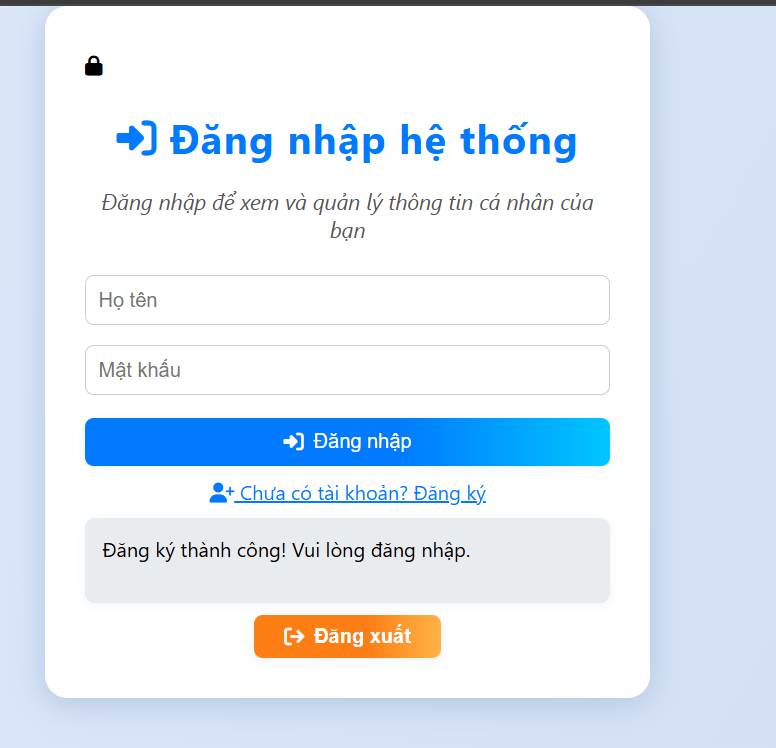 Đăng nhập hệ thống
Đăng nhập để xem và quản lý thông tin cá nhân của
bạn
Họ tên
Mật khẩu
Đăng nhập
Chưa có tài khoản? Đăng ký
Đăng ký thành công! Vui lòng đăng nhập.
Đăng xuất